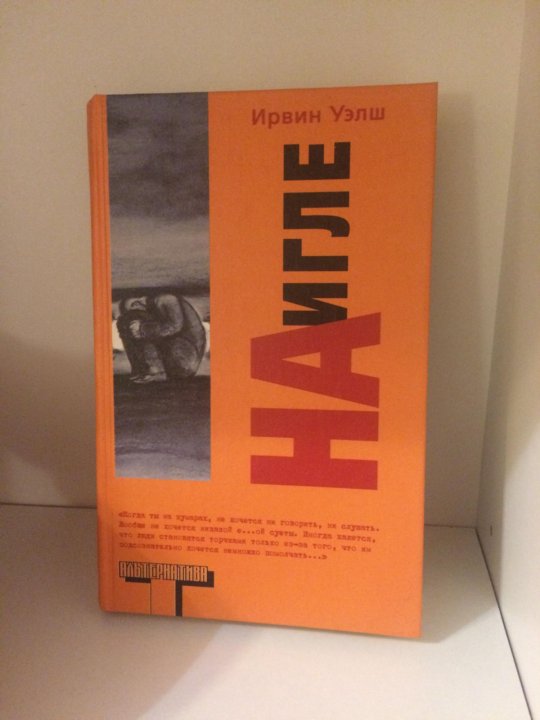 Ирвин Уэлш
НА ИГЛЕ
«Когда ты на кумарах, не хочется ни говорить, ни слушать.
Вообще не хочется никакой е...ой суеты. Иногда кажется,
что люди становятся торчками только из-за того, что им
подсознательно хочется немножко помолчать...»
АЛЬТЕРНАТИВА